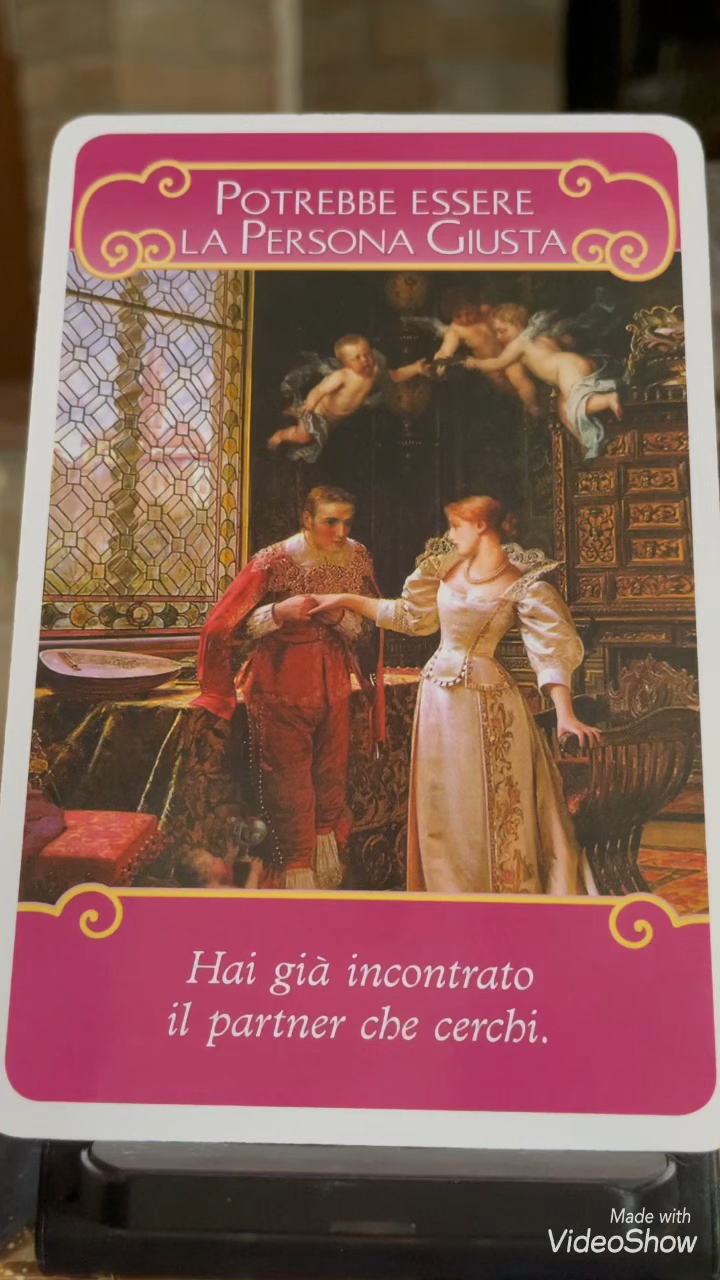 POTREBBE ESSERE
LA PERSONA GIUSTA
Hai già incontrato
il partner che cerchi.
Made with
VideoShow